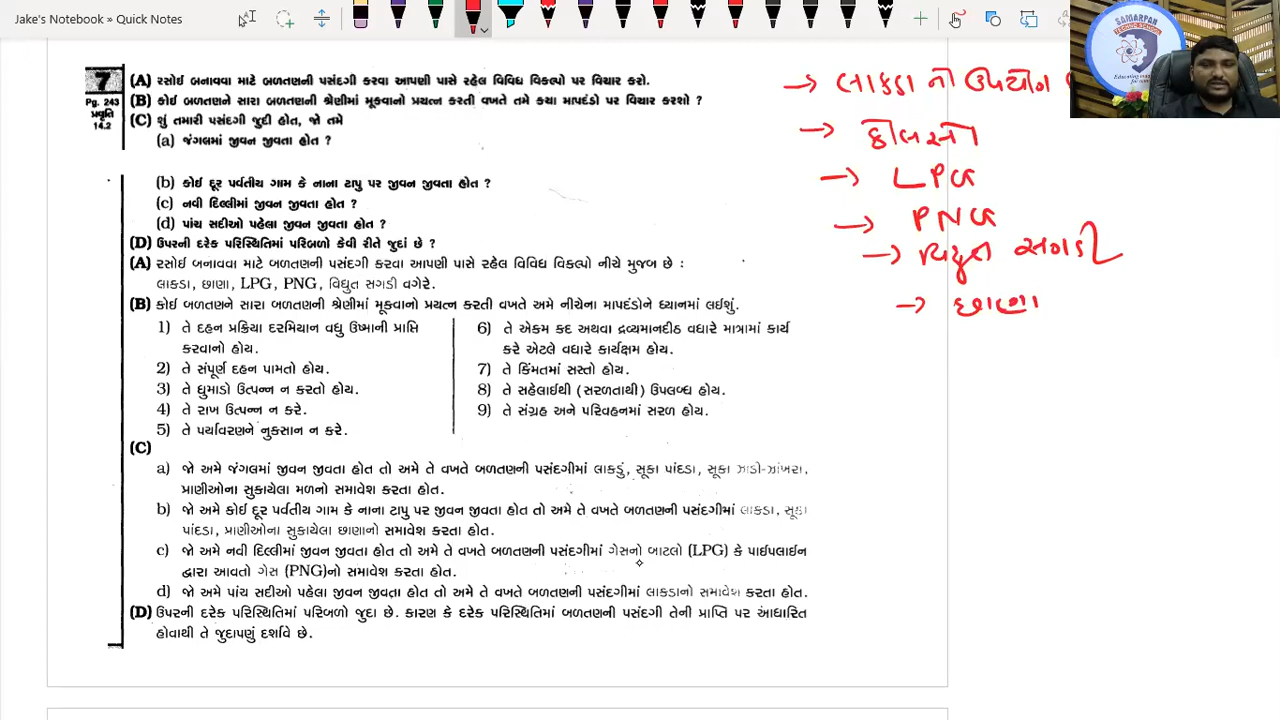 Jake's Notebook » Quick Notes
SAMARPAN
7
Pg. 243
પ્રવૃતિ
14.2
(A) રસોઈ બનાવવા માટે બળતણની પસંદગી કરવા આપણી પાસે રહેલ વિવિધ વિકલ્પો પર વિચાર કરો.
(B) કોઈ બળતણને સારા બળતણની શ્રેણીમાં મૂકવાનો પ્રયત્ન કરતી વખતે તમે કયા માપદંડો પર વિચાર કરશો ?
(C) શું તમારી પસંદગી જુદી હોત, જો તમે
(a) જંગલમાં જીવન જીવતા હોત ?
(b) કોઈ દૂર પર્વતીય ગામ કે નાના ટાપુ પર જીવન જીવતા હોત ?
(c) નવી દિલ્હીમાં જીવન જીવતા હોત ?
(d) પાંચ સદીઓ પહેલા જીવન જીવતા હોત ?
(D) ઉપરની દરેક પરિસ્થિતિમાં પરિબળો કેવી રીતે જુદાં છે ?
(A) રસોઈ બનાવવા માટે બળતણની પસંદગી કરવા આપણી પાસે રહેલ વિવિધ વિકલ્પો નીચે મુજબ છે :
લાકડા, છાણા, LPG, PNG, વિદ્યુત સગડી વગેરે.
(B) કોઈ બળતણને સારા બળતણની શ્રેણીમાં મૂકવાનો પ્રયત્ન કરતી વખતે અમે નીચેના માપદંડોને ધ્યાનમાં લઈશું.
1) તે દહન પ્રક્રિયા દરમિયાન વધુ ઉષ્માની પ્રાપ્તિ
કરવાનો હોય.
2) તે સંપૂર્ણ દહન પામતો હોય.
3) તે ધુમાડો ઉત્પન્ન ન કરતો હોય.
4) તે રાખ ઉત્પન્ન ન કરે.
5) તે પર્યાવરણને નુકસાન ન કરે.
6) તે એકમ કદ અથવા દ્રવ્યમાનદીઠ વધારે માત્રામાં કાર્ય
કરે એટલે વધારે કાર્યક્ષમ હોય.
7) તે કિંમતમાં સસ્તો હોય.
8) તે સહેલાઈથી (સરળતાથી) ઉપલબ્ધ હોય.
9) તે સંગ્રહ અને પરિવહનમાં સરળ હોય.
(C)
a) જો અમે જંગલમાં જીવન જીવતા હોત તો અમે તે વખતે બળતણની પસંદગીમાં લાકડું, સૂકા પાંદડા, સૂકા ઝાડી-ઝાંખરા,
પ્રાણીઓના સુકાયેલા મળનો સમાવેશ કરતા હોત.
b) જો અમે કોઈ દૂર પર્વતીય ગામ કે નાના ટાપુ પર જીવન જીવતા હોત તો અમે તે વખતે બળતણની પસંદગીમાં લાકડા, સૂકા
પાંદડા, પ્રાણીઓના સુકાયેલા છાણાનો સમાવેશ કરતા હોત.
c) જો અમે નવી દિલ્હીમાં જીવન જીવતા હોત તો અમે તે વખતે બળતણની પસંદગીમાં ગેસનો બાટલો (LPG) કે પાઈપલાઈન
દ્વારા આવતો ગેસ (PNG)નો સમાવેશ કરતા હોત.
d) જો અમે પાંચ સદીઓ પહેલા જીવન જીવતા હોત તો અમે તે વખતે બળતણની પસંદગીમાં લાકડાનો સમાવેશ કરતા હોત.
(D) ઉપરની દરેક પરિસ્થિતિમાં પરિબળો જુદા છે. કારણ કે દરેક પરિસ્થિતિમાં બળતણની પસંદગી તેની પ્રાપ્તિ પર આધારિત
હોવાથી તે જુદાપણું દર્શાવે છે.
→ લાકડા નો ઉપયોગ
→ કોલસો
→ LPG
→ PNG
→ વિદ્યુત સગડી
→ છાણા